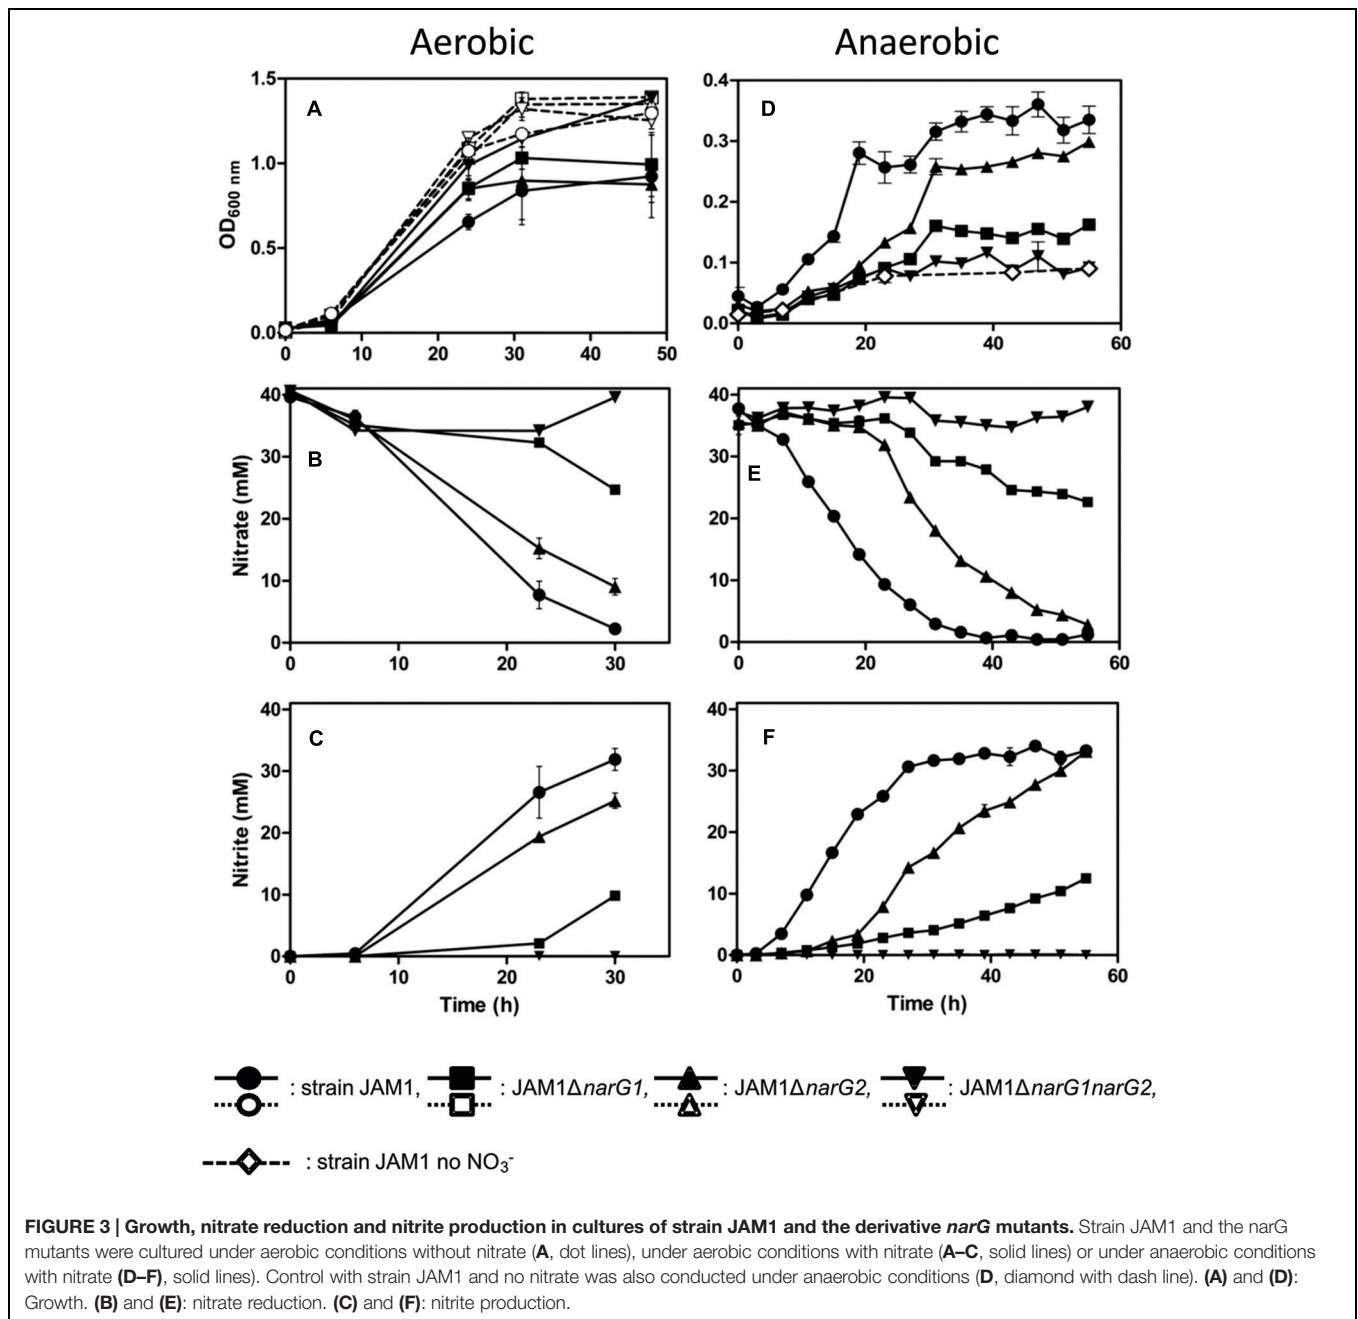 Aerobic
Anaerobic
A
1.5
1.0
0.5
0.0
OD600 nm
0 10 20 30 40 50
D
0.4
0.3
0.2
0.1
0.0
0 20 40 60
B
40
30
20
10
0
Nitrate (mM)
0 10 20 30
E
40
30
20
10
0
0 20 40 60
C
40
30
20
10
0
Nitrite (mM)
0 10 20 30
Time (h)
F
40
30
20
10
0
0 20 40 60
Time (h)
: strain JAM1, : JAM1ΔnarG1, : JAM1ΔnarG2, : JAM1ΔnarG1narG2,
: strain JAM1 no NO3-
FIGURE 3 | Growth, nitrate reduction and nitrite production in cultures of strain JAM1 and the derivative narG mutants. Strain JAM1 and the narG
mutants were cultured under aerobic conditions without nitrate (A, dot lines), under aerobic conditions with nitrate (A–C, solid lines) or under anaerobic conditions
with nitrate (D–F), solid lines). Control with strain JAM1 and no nitrate was also conducted under anaerobic conditions (D, diamond with dash line). (A) and (D):
Growth. (B) and (E): nitrate reduction. (C) and (F): nitrite production.